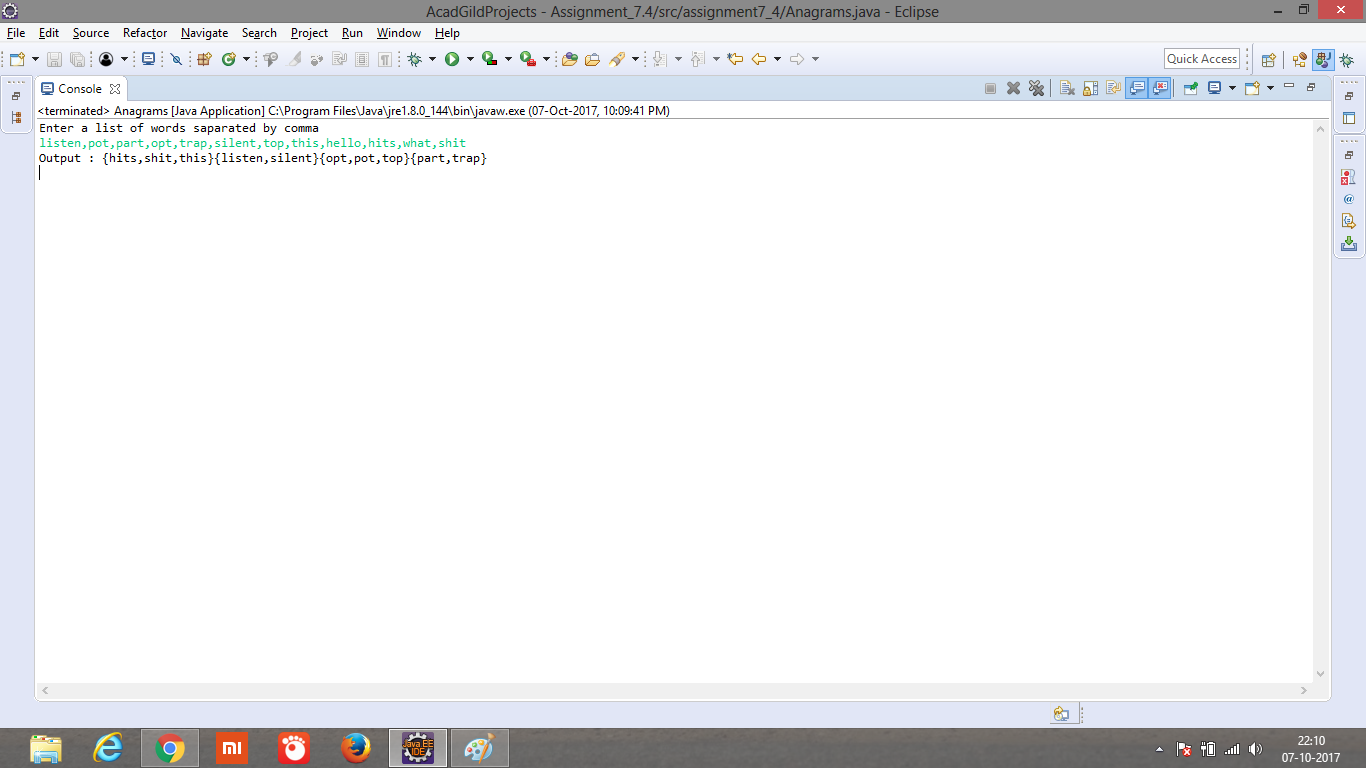 AcadGildProjects - Assignment_7.4/src/assignment7_4/Anagrams.java - Eclipse
File Edit Source Refactor Navigate Search Project Run Window Help
Quick Access
Console
<terminated> Anagrams [Java Application] C:\Program Files\Java\jre1.8.0_144\bin\javaw.exe (07-Oct-2017, 10:09:41 PM)
Enter a list of words saparated by comma
listen,pot,part,opt,trap,silent,top,this,hello,hits,what,shit
Output : {hits,shit,this}{listen,silent}{opt,pot,top}{part,trap}
mi
Java EE
IDE
22:10
07-10-2017